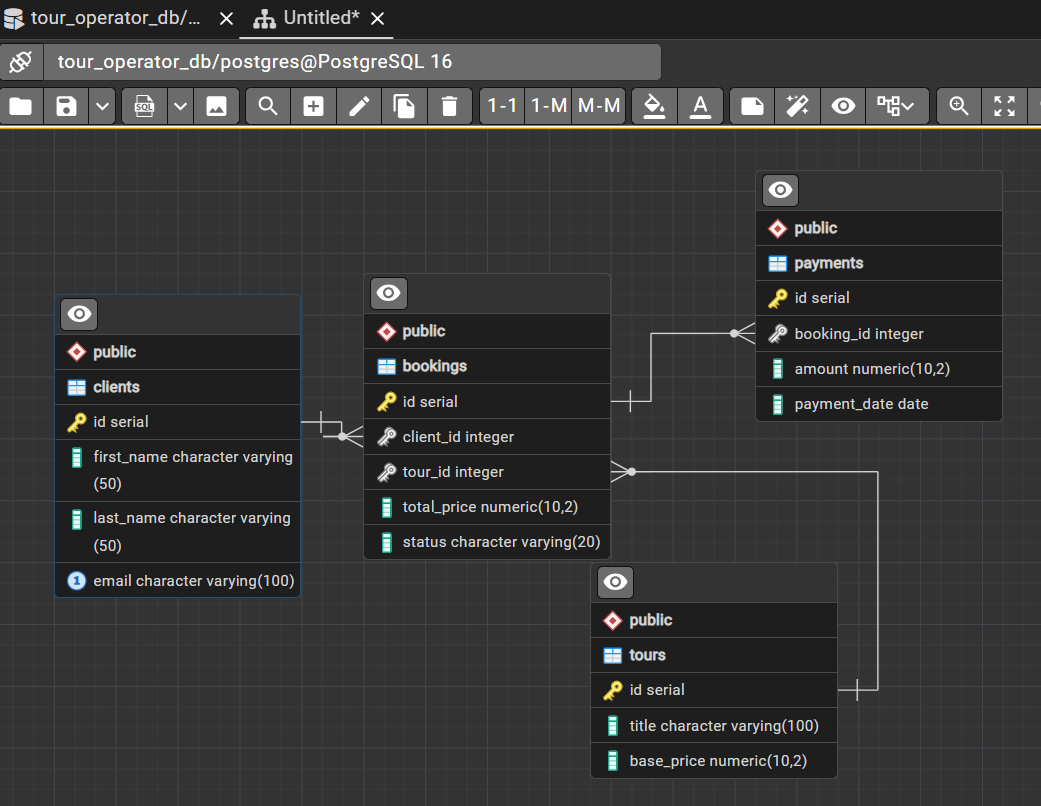 tour_operator_db/...
Untitled*
tour_operator_db/postgres@PostgreSQL 16
SQL
1-1
1-M
M-M
A
public
clients
id serial
first_name character varying
(50)
last_name character varying
(50)
1
email character varying(100)
public
bookings
id serial
client_id integer
tour_id integer
total_price numeric(10,2)
status character varying(20)
public
payments
id serial
booking_id integer
amount numeric(10,2)
payment_date date
public
tours
id serial
title character varying(100)
base_price numeric(10,2)